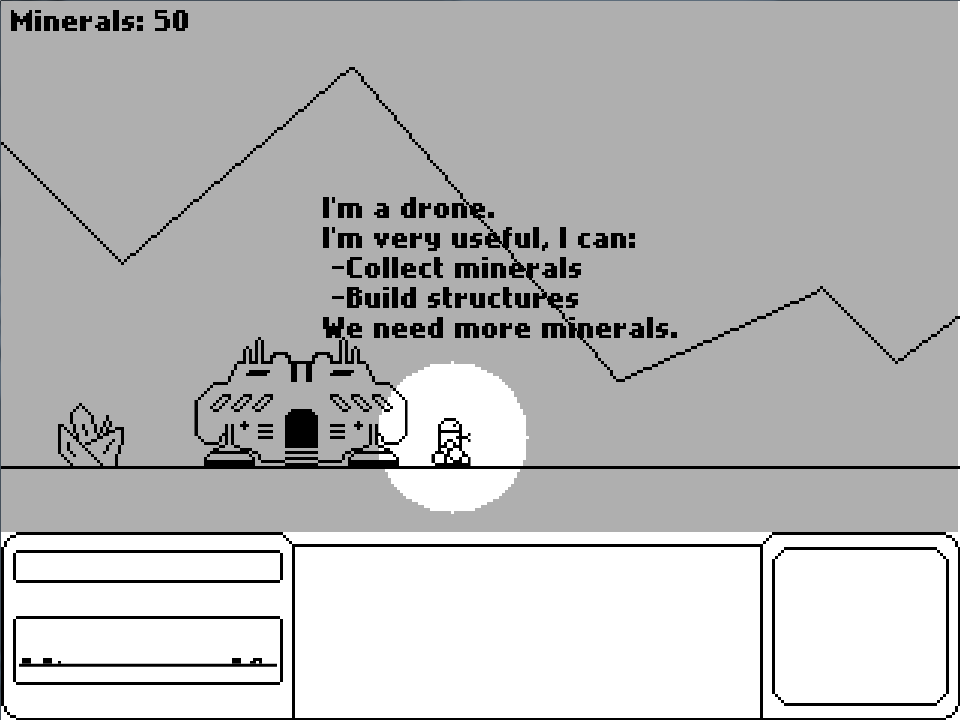 Minerals: 50
I'm a drone.
I'm very useful, I can:
-Collect minerals
-Build structures
We need more minerals.